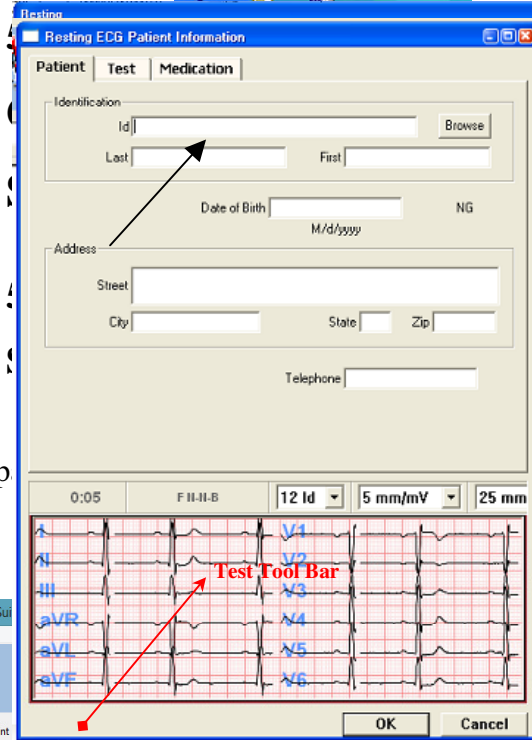 Resting
Resting ECG Patient Information
Patient Test Medication
Identification
Id Browse
Last First
Date of Birth NG
M/d/yyyy
Address
Street
City State Zip
Telephone
0:05 F II-II-B 12 ld 5 mm/mV 25 mm
I V1
II V2
Test Tool Bar
III V3
aVR V4
aVL V5
aVF V6
OK Cancel